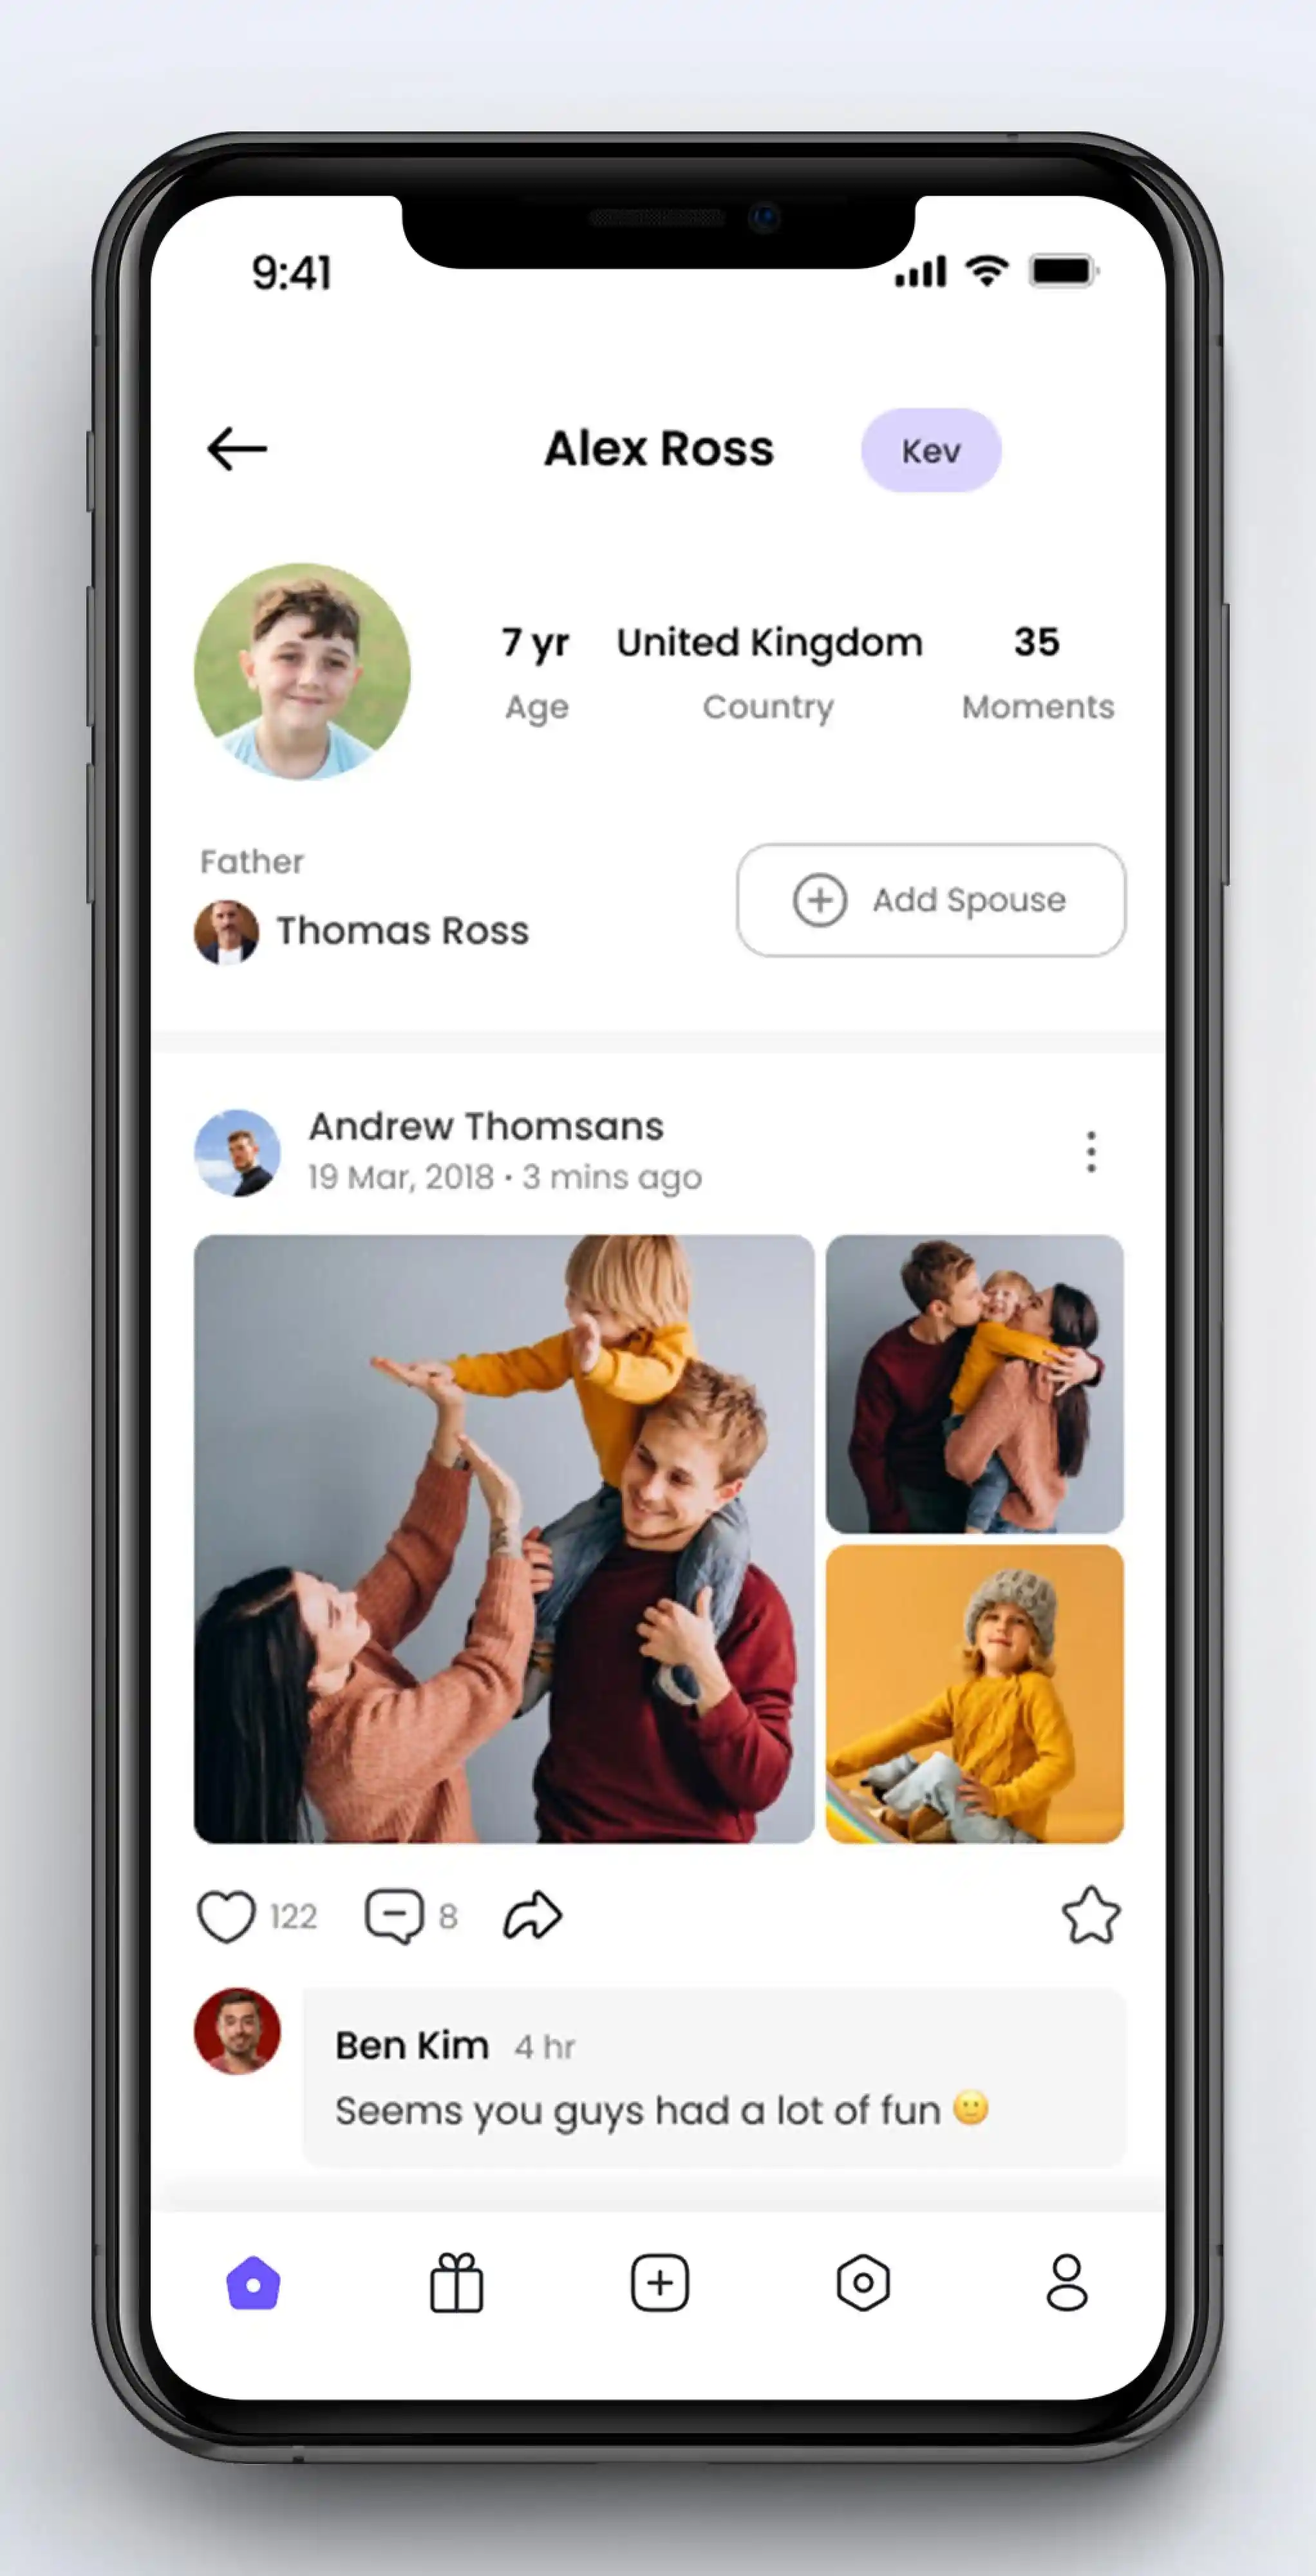 9:41
Alex Ross
Kev
7 yr United Kingdom 35
Age Country Moments
Father
Thomas Ross
Add Spouse
Andrew Thomsans
19 Mar, 2018 · 3 mins ago
122
8
Ben Kim 4 hr
Seems you guys had a lot of fun 🙂